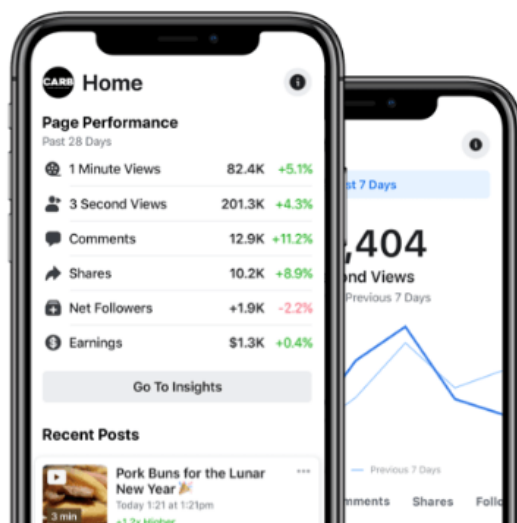 CARB Home
Page Performance
Past 28 Days
1 Minute Views 82.4K +5.1%
3 Second Views 201.3K +4.3%
Comments 12.9K +11.2%
Shares 10.2K +8.9%
Net Followers +1.9K -2.2%
Earnings $1.3K +0.4%
Go To Insights
Recent Posts
Pork Buns for the Lunar
New Year🎉
Today 1:21 at 1:21pm
+1.2x Higher
3 min
st 7 Days
,404
ond Views
Previous 7 Days
Previous 7 Days
mments Shares Follo